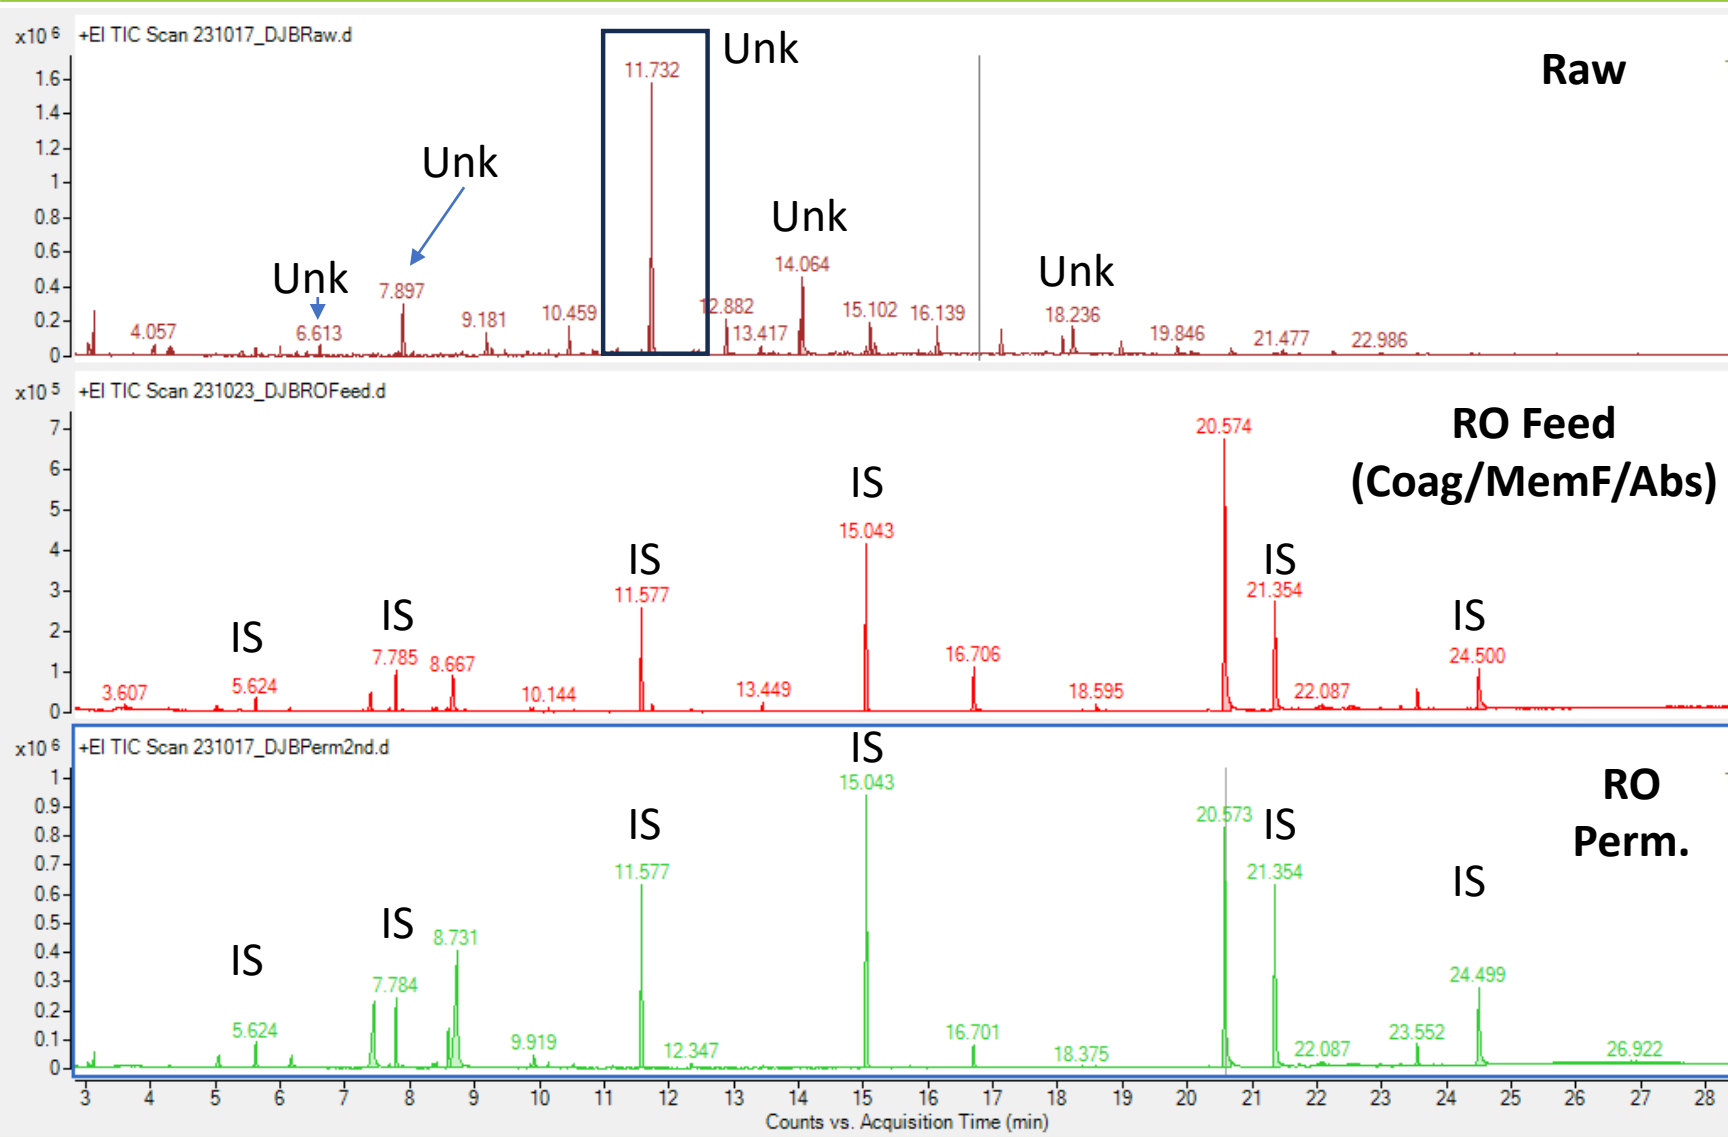 x10 6 +EI TIC Scan 231017_DJBRaw.d
Raw
1.6
1.4
1.2
1
0.8
0.6
0.4
0.2
0
Unk
Unk
Unk
Unk
Unk
4.057
6.613
7.897
9.181
10.459
11.732
12.882
13.417
14.064
15.102
16.139
18.236
19.846
21.477
22.986
x10 5 +EI TIC Scan 231023_DJBROFeed.d
RO Feed
(Coag/MemF/Abs)
7
6
5
4
3
2
1
0
IS
IS
IS
IS
IS
IS
3.607
5.624
7.785
8.667
10.144
11.577
13.449
15.043
16.706
18.595
20.574
21.354
22.087
24.500
x10 6 +EI TIC Scan 231017_DJBPerm2nd.d
RO
Perm.
1
0.9
0.8
0.7
0.6
0.5
0.4
0.3
0.2
0.1
0
IS
IS
IS
IS
IS
IS
5.624
7.784
8.731
9.919
11.577
12.347
15.043
16.701
18.375
20.573
21.354
22.087
23.552
24.499
26.922
3 4 5 6 7 8 9 10 11 12 13 14 15 16 17 18 19 20 21 22 23 24 25 26 27 28
Counts vs. Acquisition Time (min)